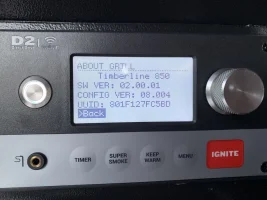 D2
ABOUT GRILL
Timberline 850
SW VER: 02.00.01
CONFIG VER: 08.004
UUID: 801F127FC5BD
>Back
TIMER
SUPER SMOKE
KEEP WARM
MENU
IGNITE